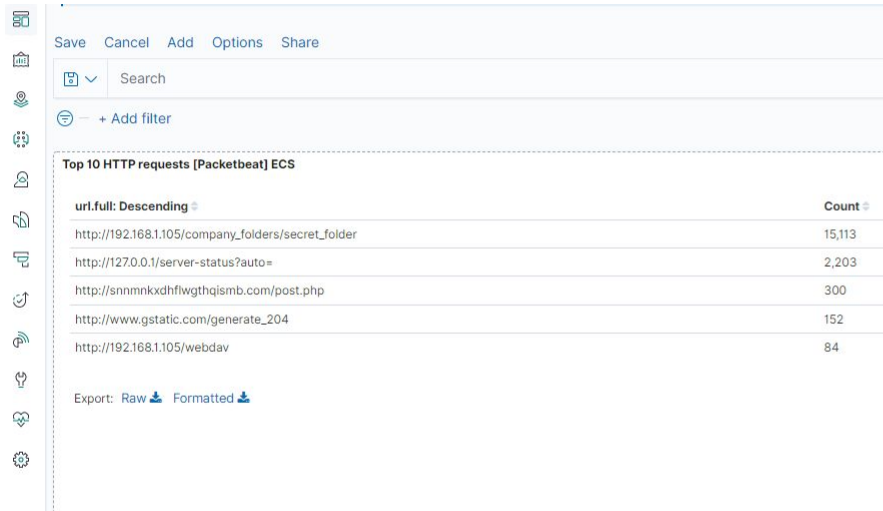 Save Cancel Add Options Share
Search
+ Add filter
Top 10 HTTP requests [Packetbeat] ECS
url.full: Descending Count
http://192.168.1.105/company_folders/secret_folder 15,113
http://127.0.0.1/server-status?auto= 2,203
http://snnmnkxdhflwgthqismb.com/post.php 300
http://www.gstatic.com/generate_204 152
http://192.168.1.105/webdav 84
Export: Raw Formatted